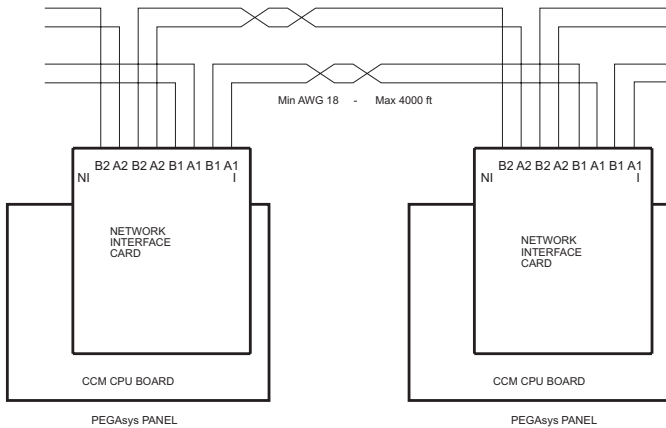 Min AWG 18 - Max 4000 ft
B2 A2 B2 A2 B1 A1 B1 A1
NI I
NETWORK
INTERFACE
CARD
CCM CPU BOARD
PEGAsys PANEL
B2 A2 B2 A2 B1 A1 B1 A1
NI I
NETWORK
INTERFACE
CARD
CCM CPU BOARD
PEGAsys PANEL